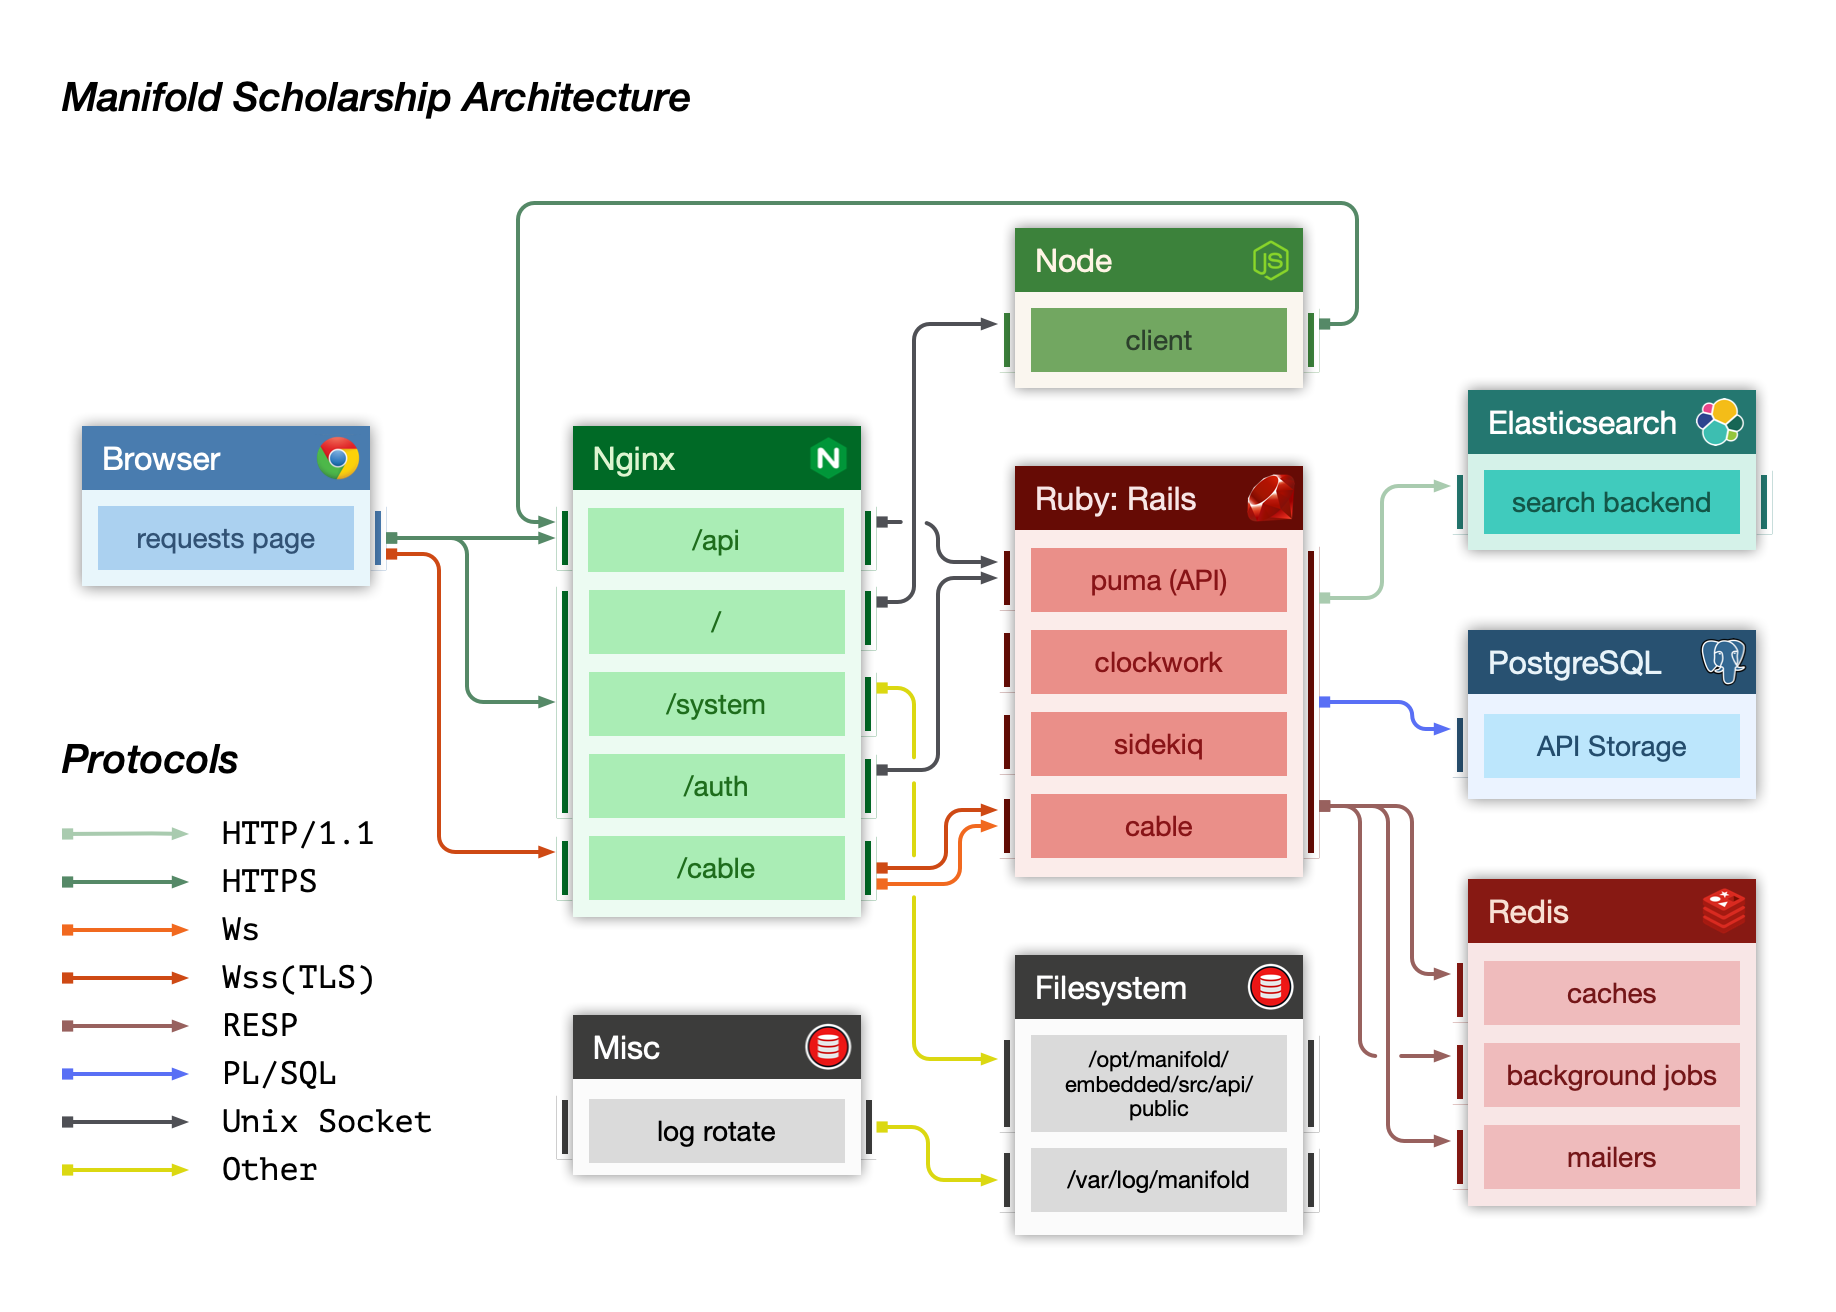 Manifold Scholarship Architecture
Browser
requests page
Nginx
N
/api
/
/system
/auth
/cable
Node
JS
client
Ruby: Rails
puma (API)
clockwork
sidekiq
cable
Elasticsearch
search backend
PostgreSQL
API Storage
Redis
caches
background jobs
mailers
Misc
log rotate
Filesystem
/opt/manifold/
embedded/src/api/
public
/var/log/manifold
Protocols
HTTP/1.1
HTTPS
Ws
Wss(TLS)
RESP
PL/SQL
Unix Socket
Other